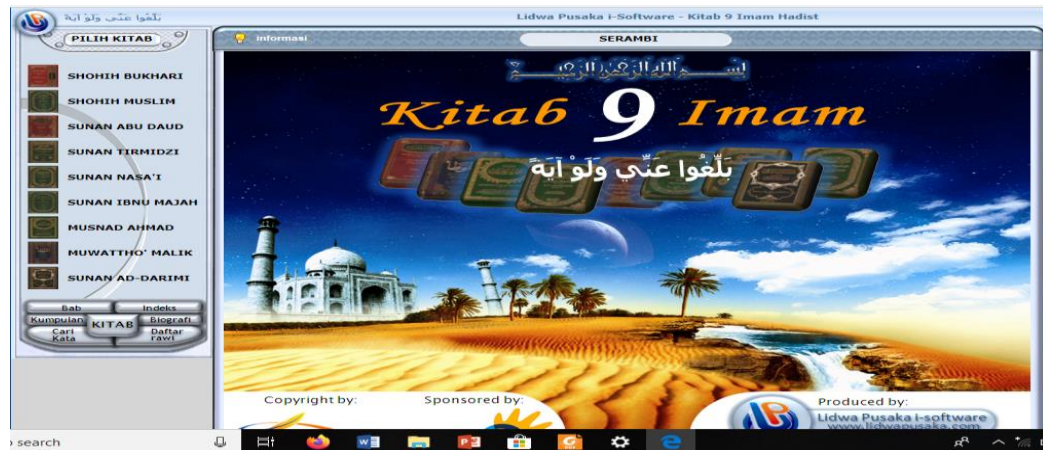 بَلِّغُوا عَنِّى وَلَوْ آيَةً
Lidwa Pusaka i-Software - Kitab 9 Imam Hadist
PILIH KITAB
informasi
SERAMBI
SHOHIH BUKHARI
SHOHIH MUSLIM
SUNAN ABU DAUD
SUNAN TIRMIDZI
SUNAN NASA'I
SUNAN IBNU MAJAH
MUSNAD AHMAD
MUWATTHO' MALIK
SUNAN AD-DARIMI
Bab
Indeks
Kumpulan
KITAB
Biografi
Cari Kata
Daftar rawi
بِسْمِ اللهِ الرَّحْمٰنِ الرَّحِيْمِ
Kitab 9 Imam
بَلِّغُوا عَنِّي وَلَوْ آيَةً
Copyright by:
Sponsored by:
Produced by:
Lidwa Pusaka i-software
www.lidwapusaka.com
search